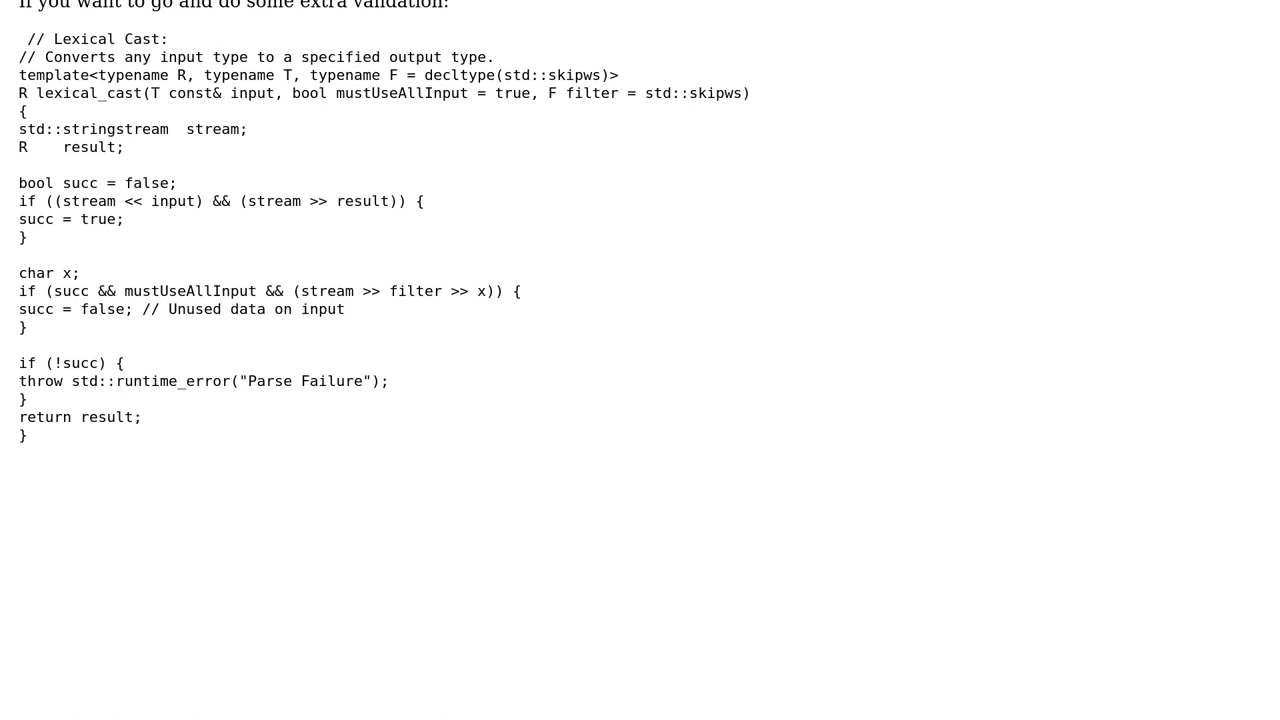 If you want to go and do some extra validation:
// Lexical Cast:
// Converts any input type to a specified output type.
template<typename R, typename T, typename F = decltype(std::skipws)>
R lexical_cast(T const& input, bool mustUseAllInput = true, F filter = std::skipws)
{
std::stringstream  stream;
R    result;

bool succ = false;
if ((stream << input) && (stream >> result)) {
succ = true;
}

char x;
if (succ && mustUseAllInput && (stream >> filter >> x)) {
succ = false; // Unused data on input
}

if (!succ) {
throw std::runtime_error("Parse Failure");
}
return result;
}